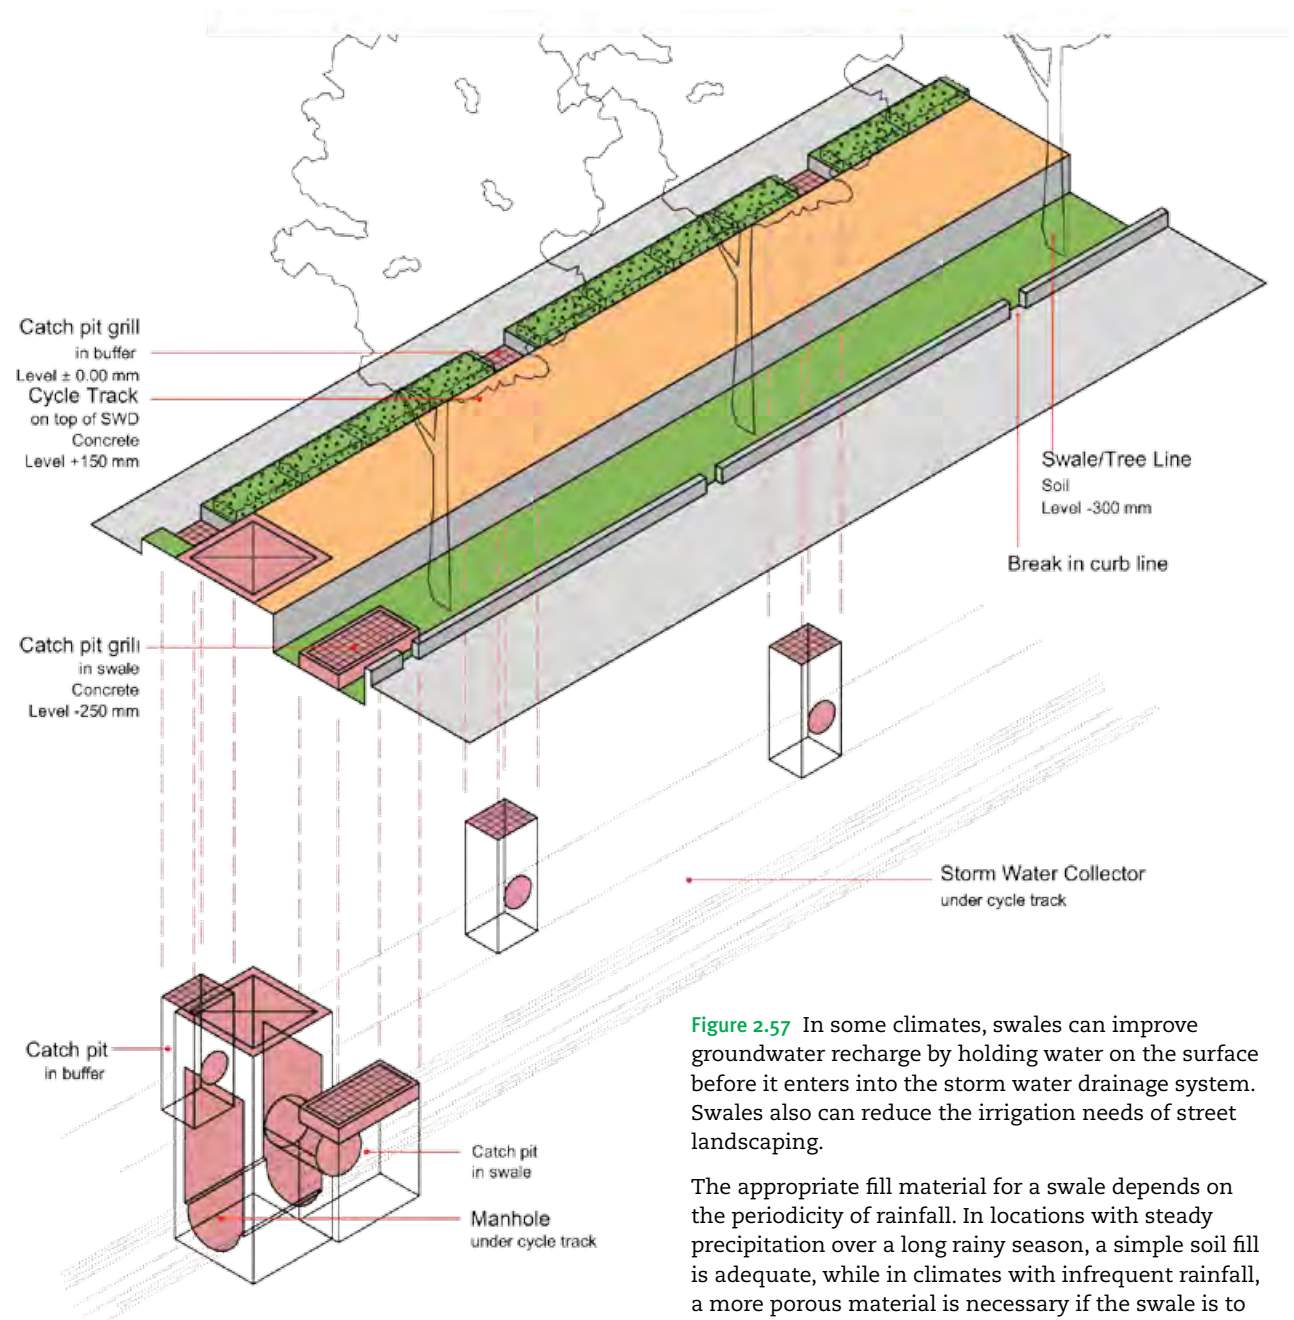 Catch pit grill
in buffer
Level ± 0.00 mm
Cycle Track
on top of SWD
Concrete
Level +150 mm
Catch pit grill
in swale
Concrete
Level -250 mm
Swale/Tree Line
Soil
Level -300 mm
Break in curb line
Storm Water Collector
under cycle track
Catch pit
in buffer
Catch pit
in swale
Manhole
under cycle track
Figure 2.57 In some climates, swales can improve
groundwater recharge by holding water on the surface
before it enters into the storm water drainage system.
Swales also can reduce the irrigation needs of street
landscaping.
The appropriate fill material for a swale depends on
the periodicity of rainfall. In locations with steady
precipitation over a long rainy season, a simple soil fill
is adequate, while in climates with infrequent rainfall,
a more porous material is necessary if the swale is to